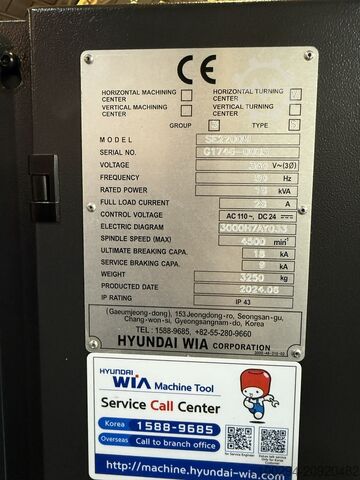 CE
HORIZONTAL MACHINING CENTER
HORIZONTAL TURNING CENTER
VERTICAL MACHINING CENTER
VERTICAL TURNING CENTER
GROUP
TYPE
MODEL
SERIAL NO.
VOLTAGE V~(3Ø)
FREQUENCY Hz
RATED POWER kVA
FULL LOAD CURRENT A
CONTROL VOLTAGE AC 110~, DC 24
ELECTRIC DIAGRAM 3000H7AY033
SPINDLE SPEED (MAX) 4500 min⁻¹
ULTIMATE BREAKING CAPA. kA
SERVICE BRAKING CAPA. kA
WEIGHT 3250 kg
PRODUCTED DATE 2024.06
IP RATING IP 43
(Gaeumjeong-dong), 153Jeongdong-ro, Seongsan-gu,
Chang-won-si, Gyeongsangnam-do, Korea
TEL : 1588-9685, +82-55-280-9660
HYUNDAI WIA CORPORATION
HYUNDAI
WIA Machine Tool
Service Call Center
Korea 1588-9685
Overseas Call to branch office
http://machine.hyundai-wia.com